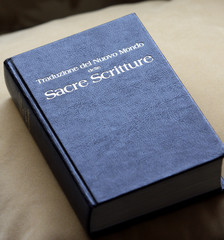 Traduzione del Nuovo Mondo
delle
Sacre Scritture